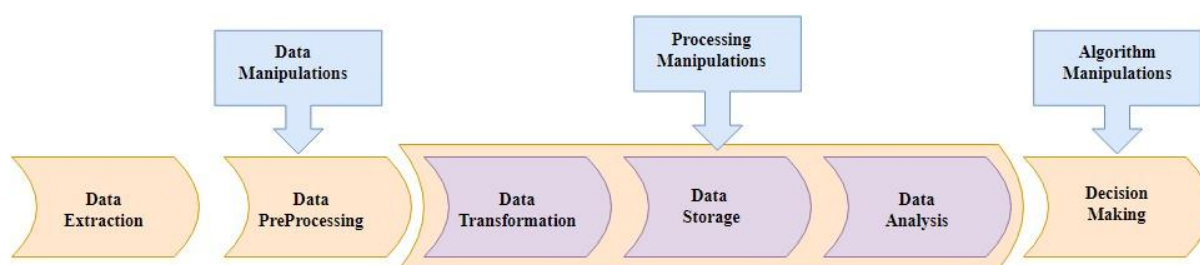 Data
Manipulations
Processing
Manipulations
Algorithm
Manipulations
Data
Extraction
Data
PreProcessing
Data
Transformation
Data
Storage
Data
Analysis
Decision
Making